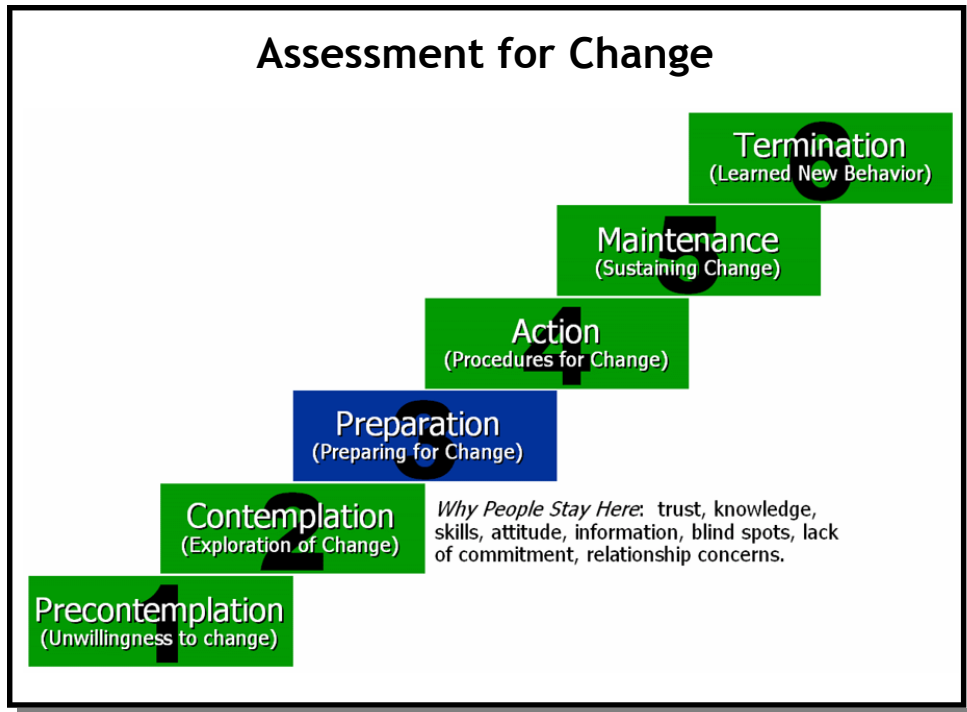 Assessment for Change
6
Termination
(Learned New Behavior)
5
Maintenance
(Sustaining Change)
4
Action
(Procedures for Change)
3
Preparation
(Preparing for Change)
2
Contemplation
(Exploration of Change)
Why People Stay Here: trust, knowledge,
skills, attitude, information, blind spots, lack
of commitment, relationship concerns.
1
Precontemplation
(Unwillingness to change)